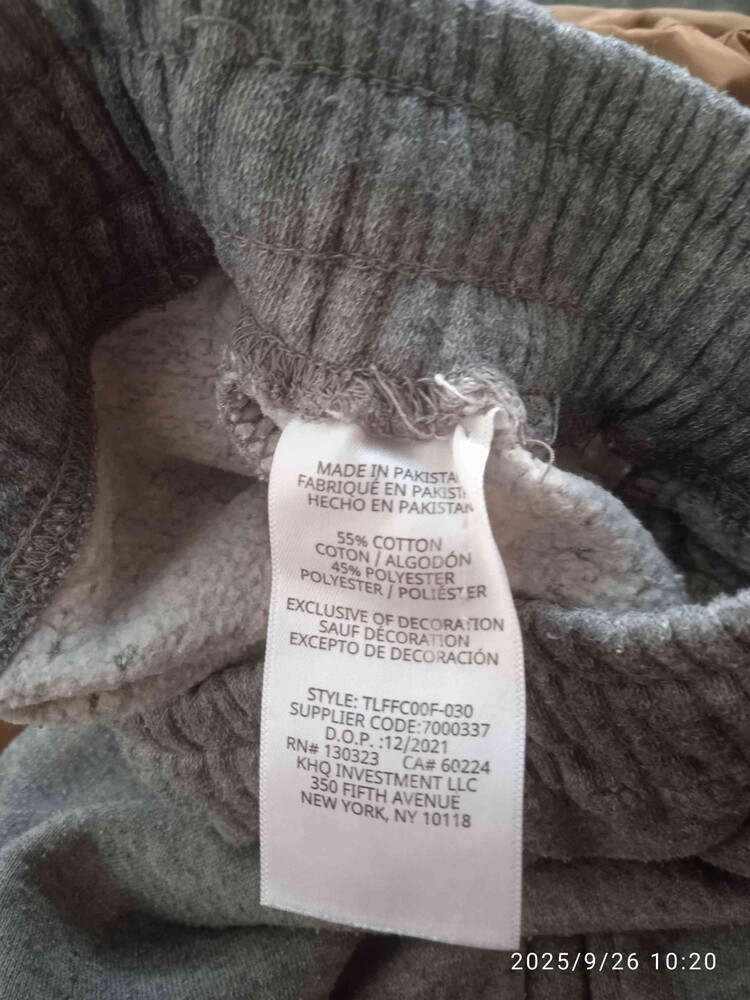 MADE IN PAKISTA
FABRIQUÉ EN PAKIST
HECHO EN PAKISTAN
55% COTTON
COTON / ALGODÓN
45% POLYESTER
POLYESTER / POLIÉSTER
EXCLUSIVE OF DECORATION
SAUF DÉCORATION
EXCEPTO DE DECORACIÓN
STYLE: TLFFC00F-030
SUPPLIER CODE:7000337
D.O.P. :12/2021
RN# 130323 CA# 60224
KHQ INVESTMENT LLC
350 FIFTH AVENUE
NEW YORK, NY 10118
2025/9/26 10:20